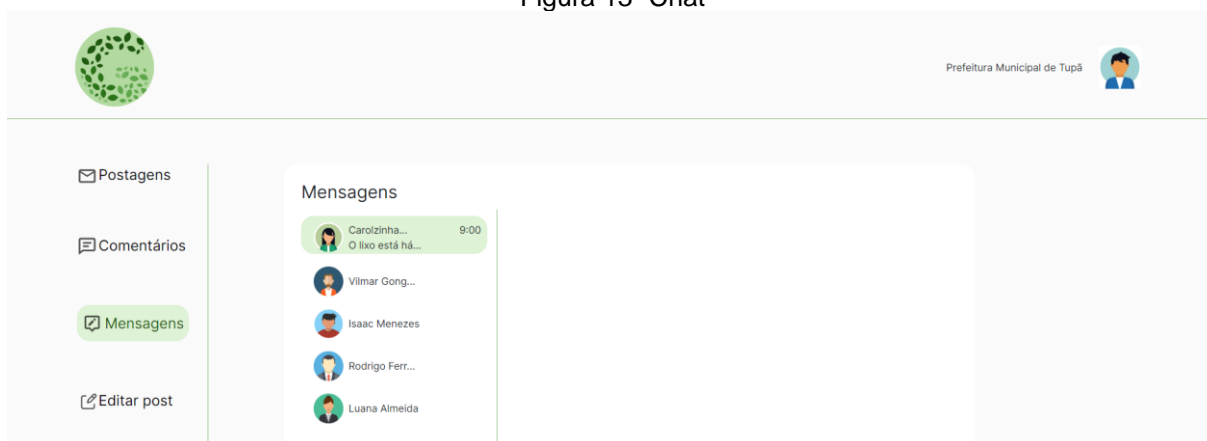 Figura 15- Chat
Prefeitura Municipal de Tupã
Postagens
Comentários
Mensagens
Editar post
Mensagens
Carolzinha... 9:00
O lixo está há...
Vilmar Gong...
Isaac Menezes
Rodrigo Ferr...
Luana Almeida